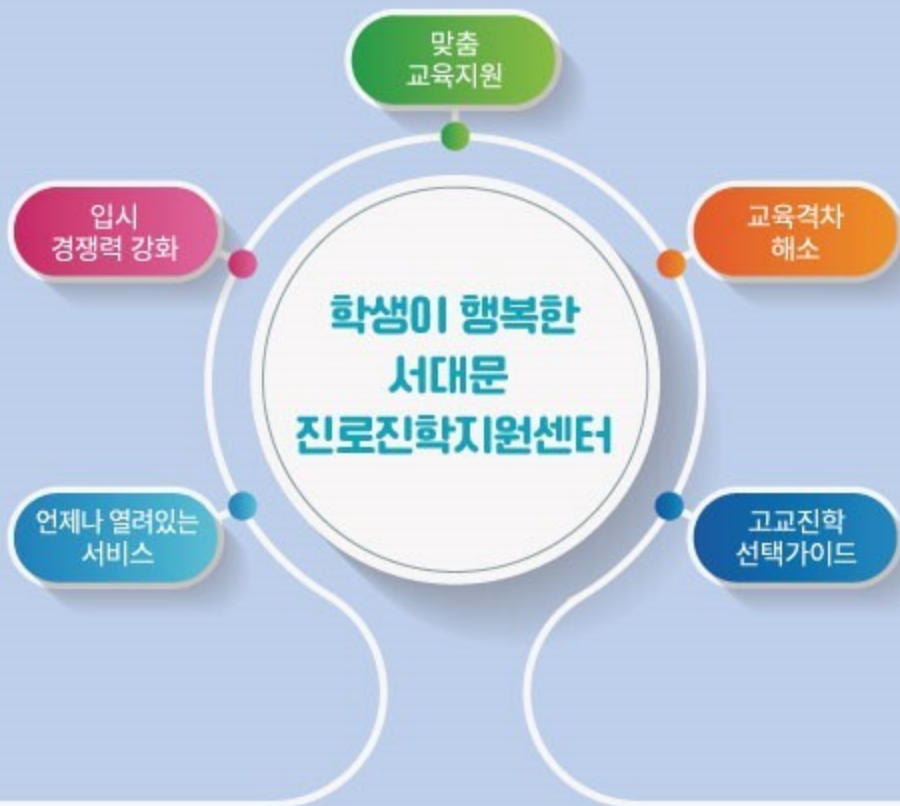 맞춤
교육지원
입시
경쟁력 강화
교육격차
해소
학생이 행복한
서대문
진로진학지원센터
언제나 열려있는
서비스
고교진학
선택가이드